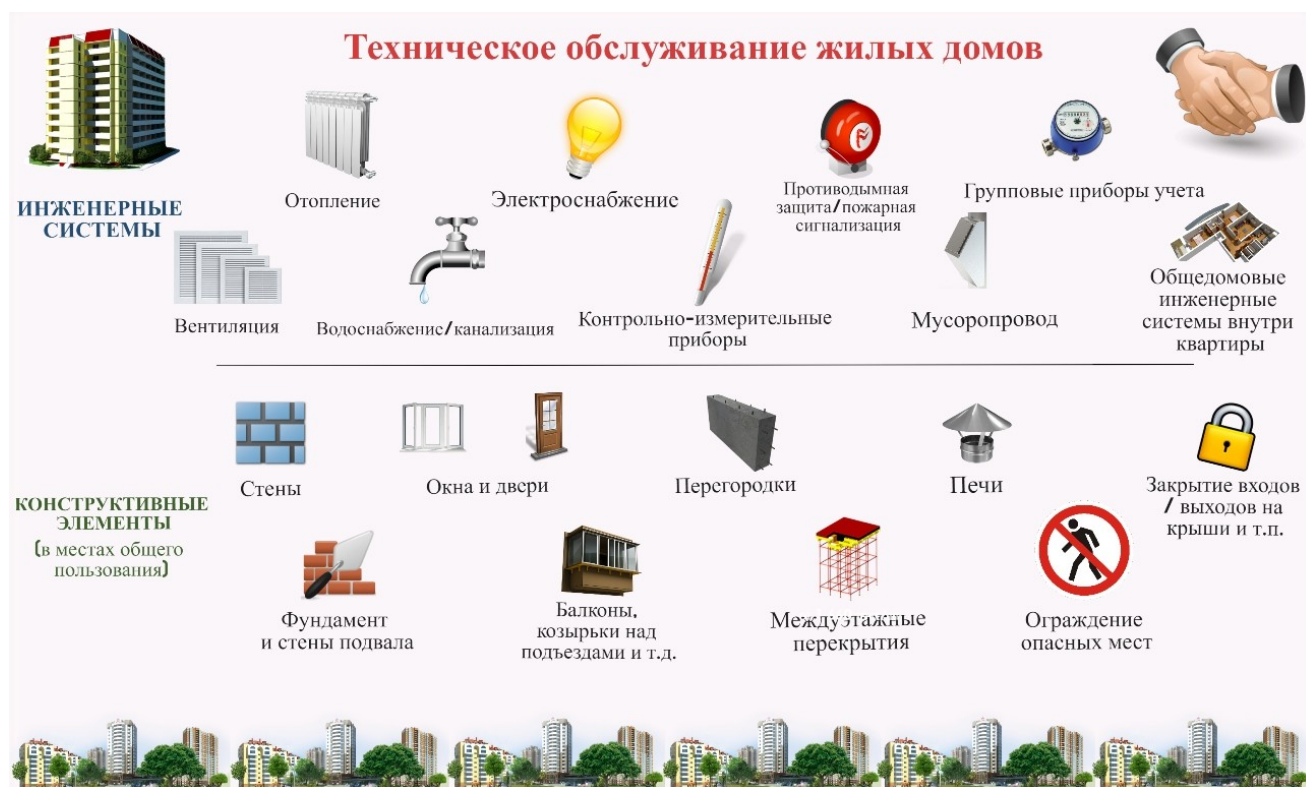 Техническое обслуживание жилых домов
ИНЖЕНЕРНЫЕ
СИСТЕМЫ
Отопление
Электроснабжение
Противодымная
защита/пожарная
сигнализация
Групповые приборы учета
Вентиляция
Водоснабжение/канализация
Контрольно-измерительные
приборы
Мусоропровод
Общедомовые
инженерные
системы внутри
квартиры
КОНСТРУКТИВНЫЕ
ЭЛЕМЕНТЫ
(в местах общего
пользования)
Стены
Окна и двери
Перегородки
Печи
Закрытие входов
/ выходов на
крыши и т.п.
Фундамент
и стены подвала
Балконы,
козырьки над
подъездами и т.д.
Междуэтажные
перекрытия
Ограждение
опасных мест